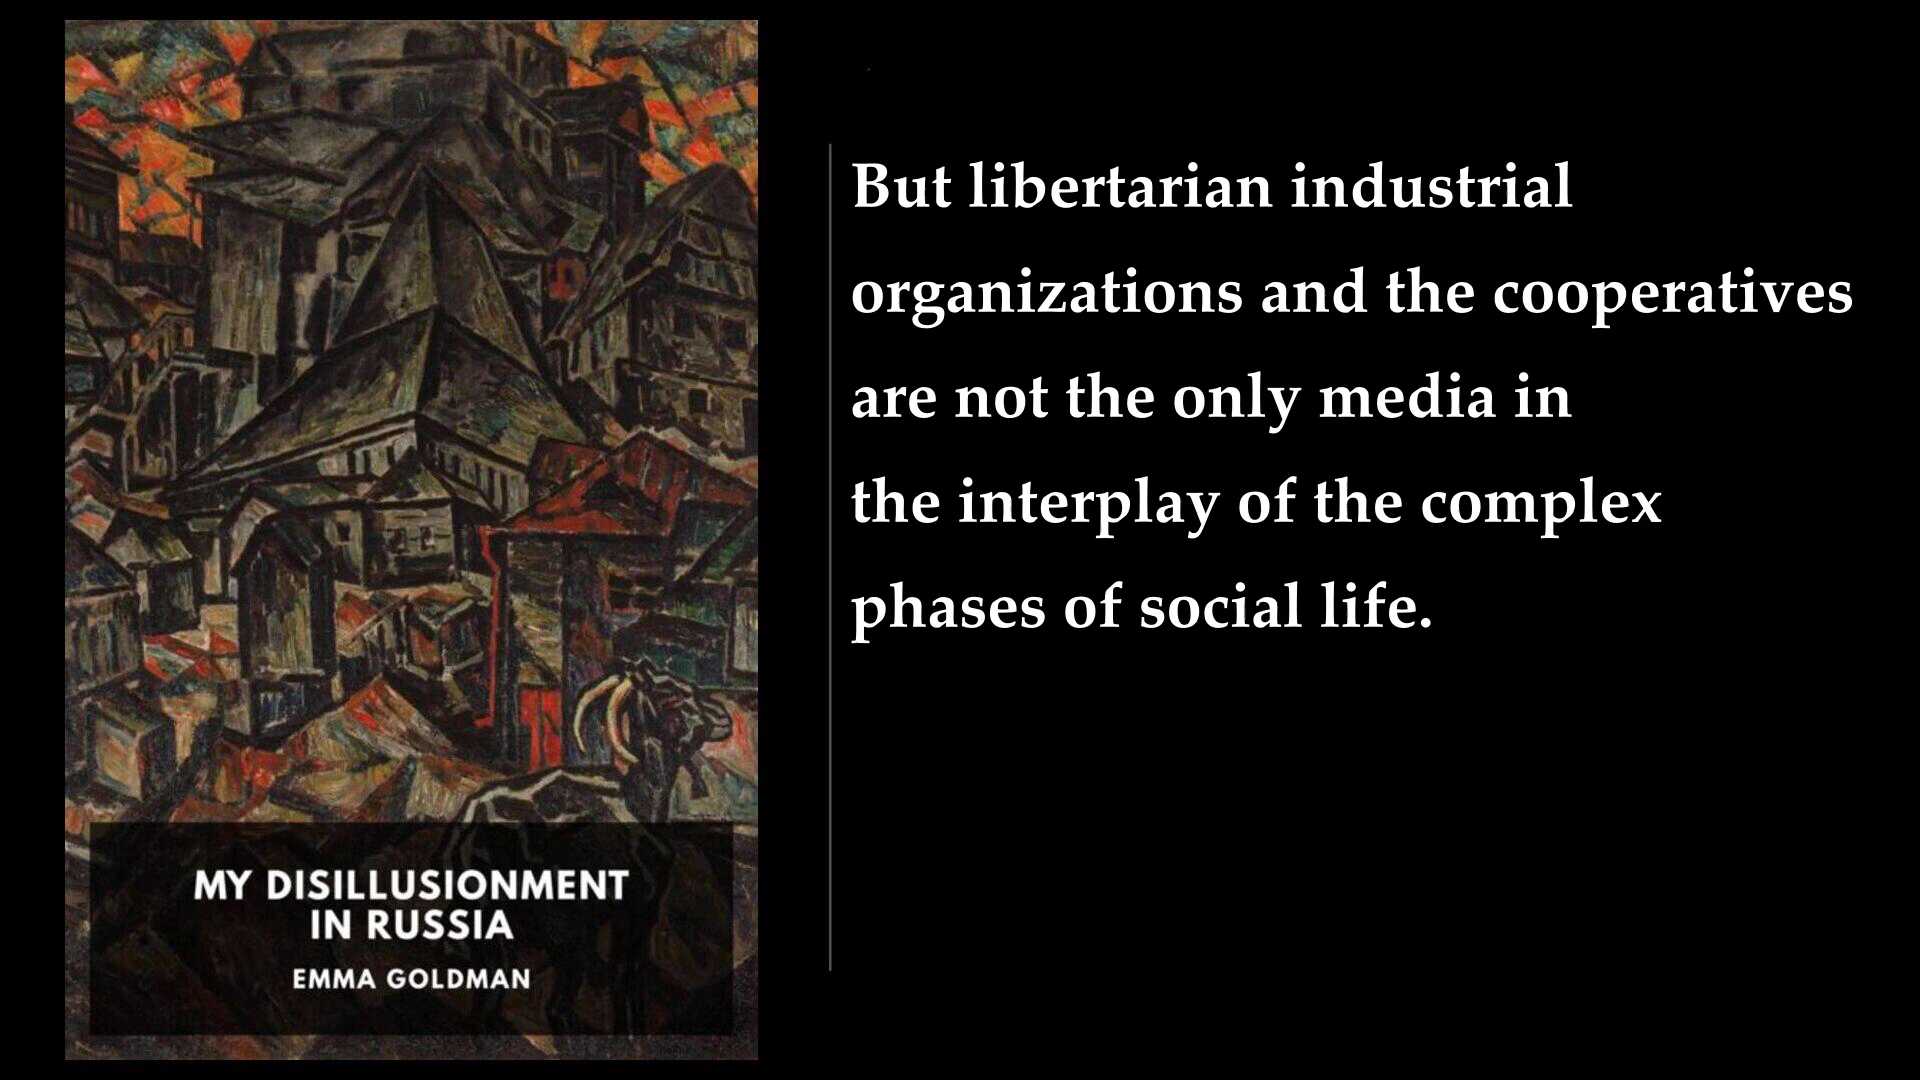 But libertarian industrial
organizations and the cooperatives
are not the only media in
the interplay of the complex
phases of social life.
MY DISILLUSIONMENT
IN RUSSIA
EMMA GOLDMAN